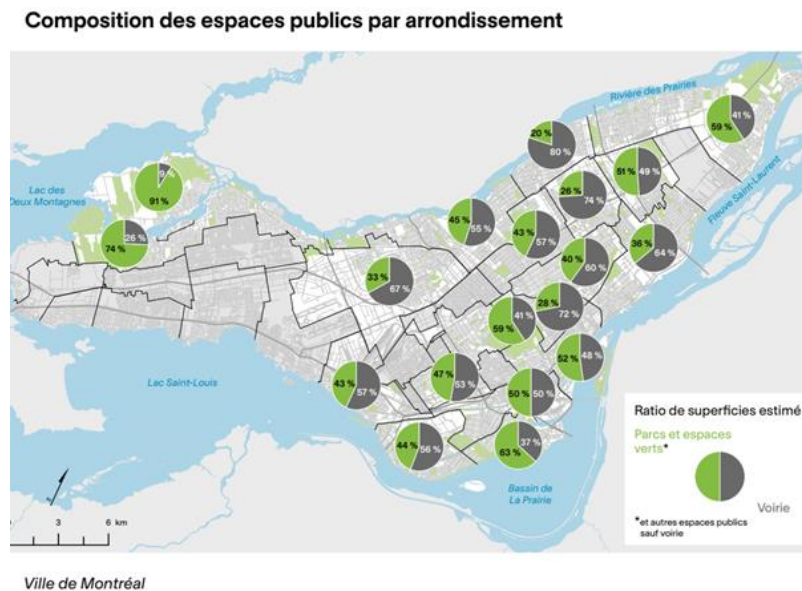 Composition des espaces publics par arrondissement
Rivière des Prairies
41 %
59 %
20 %
80 %
51 %
49 %
9 %
91 %
Lac des
Deux Montagnes
26 %
74 %
Fleuve Saint-Laurent
45 %
55 %
43 %
57 %
26 %
74 %
36 %
64 %
40 %
60 %
33 %
67 %
28 %
72 %
41 %
59 %
52 %
48 %
Lac Saint-Louis
43 %
57 %
47 %
53 %
50 %
50 %
44 %
56 %
37 %
63 %
Bassin de
La Prairie
3
6 km
Ratio de superficies estimé
Parcs et espaces
verts*
Voirie
*et autres espaces publics
sauf voirie
Ville de Montréal